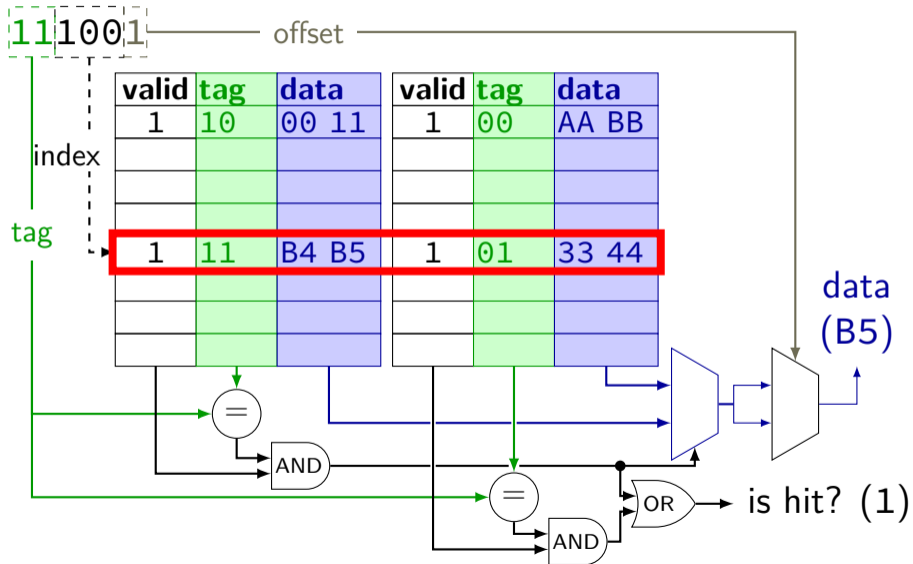 111001
offset
valid tag data valid tag data
1 10 00 11 1 00 AA BB
index
tag
1 11 B4 B5 1 01 33 44
data
(B5)
=
AND
=
OR
is hit? (1)
AND